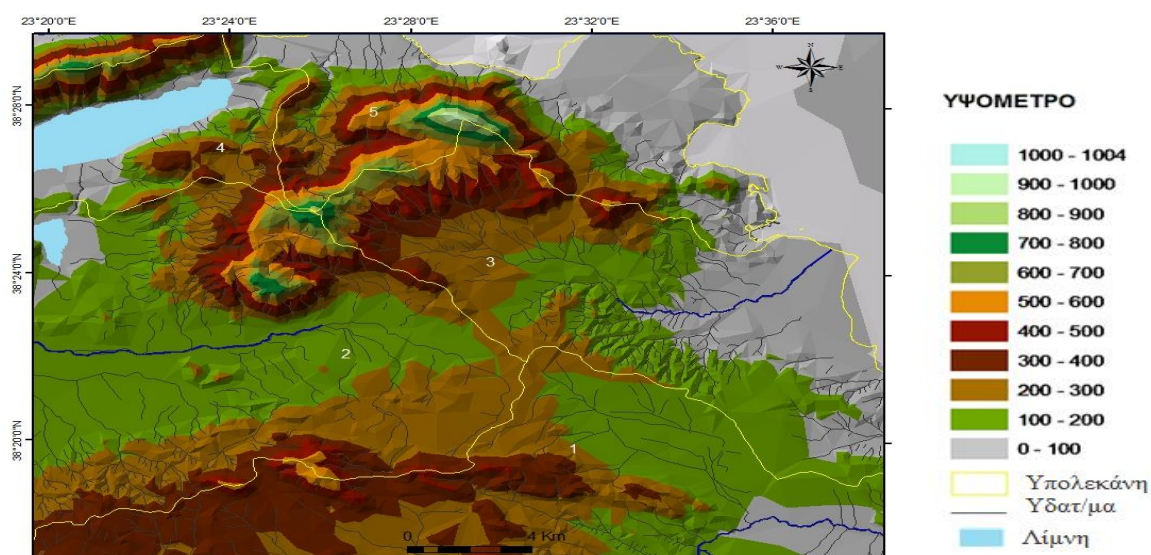 23°20'0"E 23°24'0"E 23°28'0"E 23°32'0"E 23°36'0"E
38°28'0"N
38°24'0"N
38°20'0"N
N
W E
S
5
4
3
2
1
0 4 Km
ΥΨΟΜΕΤΡΟ
1000 - 1004
900 - 1000
800 - 900
700 - 800
600 - 700
500 - 600
400 - 500
300 - 400
200 - 300
100 - 200
0 - 100
Υπολεκάνη
Υδατ/μα
Λίμνη